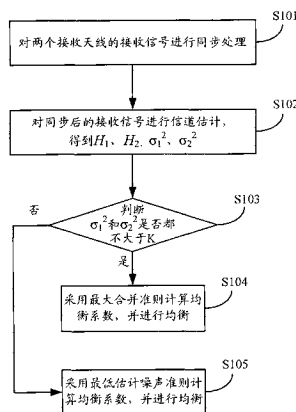 S101
对两个接收天线的接收信号进行同步处理
S102
对同步后的接收信号进行信道估计，
得到H₁、H₂、σ₁²、σ₂²
S103
否
判断
σ₁²和σ₂²是否都
不大于K
是
S104
采用最大合并准则计算均
衡系数，并进行均衡
S105
采用最低估计噪声准则计
算均衡系数，并进行均衡